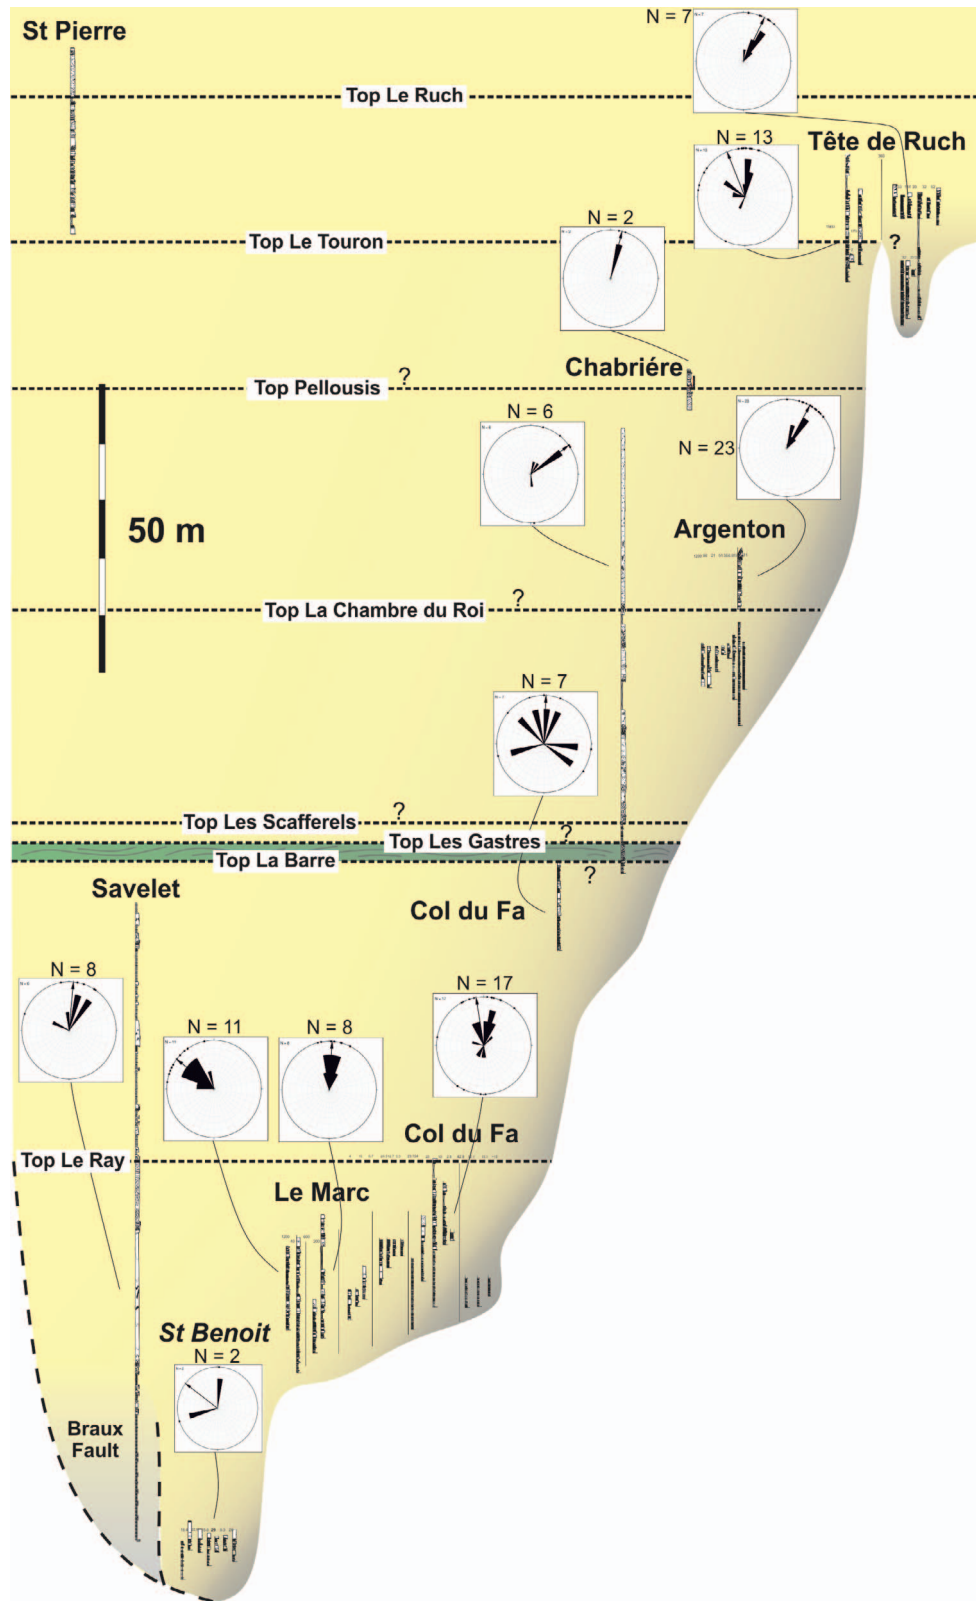 N = 7
St Pierre
Top Le Ruch
N = 13
Tête de Ruch
N = 2
Top Le Touron
?
Chabriére
Top Pellousis
?
N = 6
N = 23
50 m
Argenton
Top La Chambre du Roi
?
N = 7
Top Les Scafferels
?
Top Les Gastres
?
Top La Barre
?
Savelet
Col du Fa
N = 8
N = 17
N = 11
N = 8
Col du Fa
Top Le Ray
Le Marc
St Benoit
N = 2
Braux
Fault